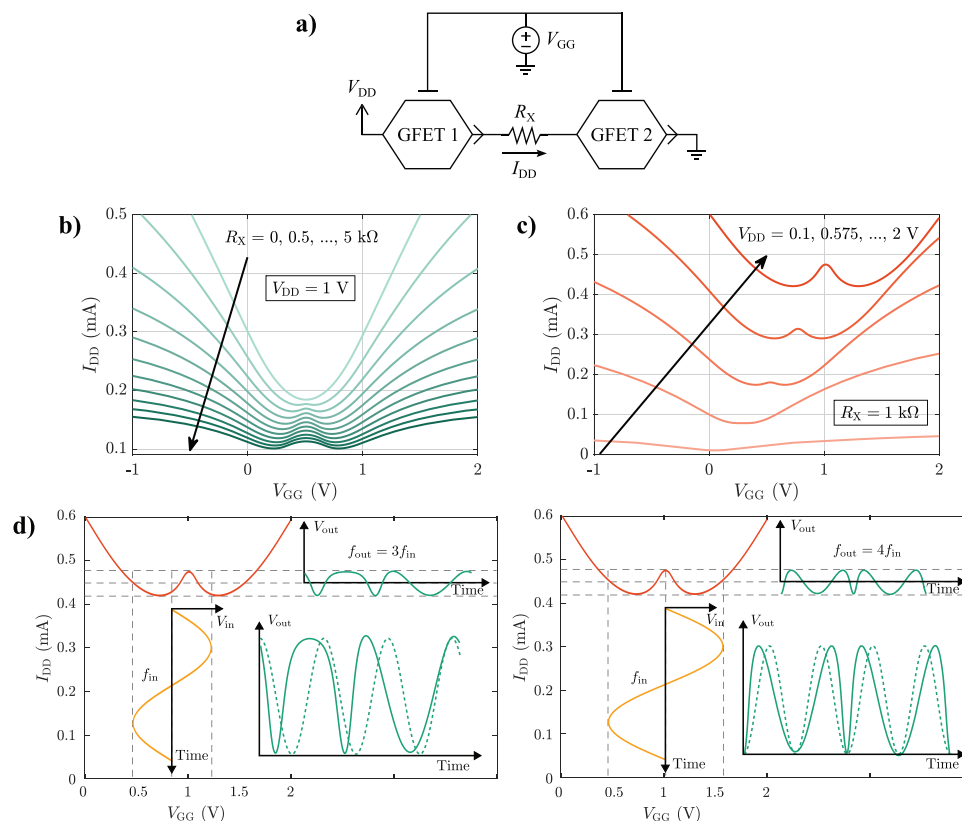 a)
V_GG
V_DD
GFET 1
R_X
GFET 2
I_DD
b)
0.5
0.4
0.3
0.2
0.1
R_X = 0, 0.5, ..., 5 kΩ
V_DD = 1 V
I_DD (mA)
-1 0 1 2
V_GG (V)
c)
0.6
0.5
0.4
0.3
0.2
0.1
0
V_DD = 0.1, 0.575, ..., 2 V
R_X = 1 kΩ
I_DD (mA)
-1 0 1 2
V_GG (V)
d)
0.6
0.5
0.4
0.3
0.2
0.1
0
I_DD (mA)
V_out
f_out = 3f_in
Time
V_in
f_in
Time
V_out
Time
0 0.5 1 1.5 2
V_GG (V)
0.6
0.5
0.4
0.3
0.2
0.1
0
I_DD (mA)
V_out
f_out = 4f_in
Time
V_in
f_in
Time
V_out
Time
0 0.5 1 1.5 2
V_GG (V)